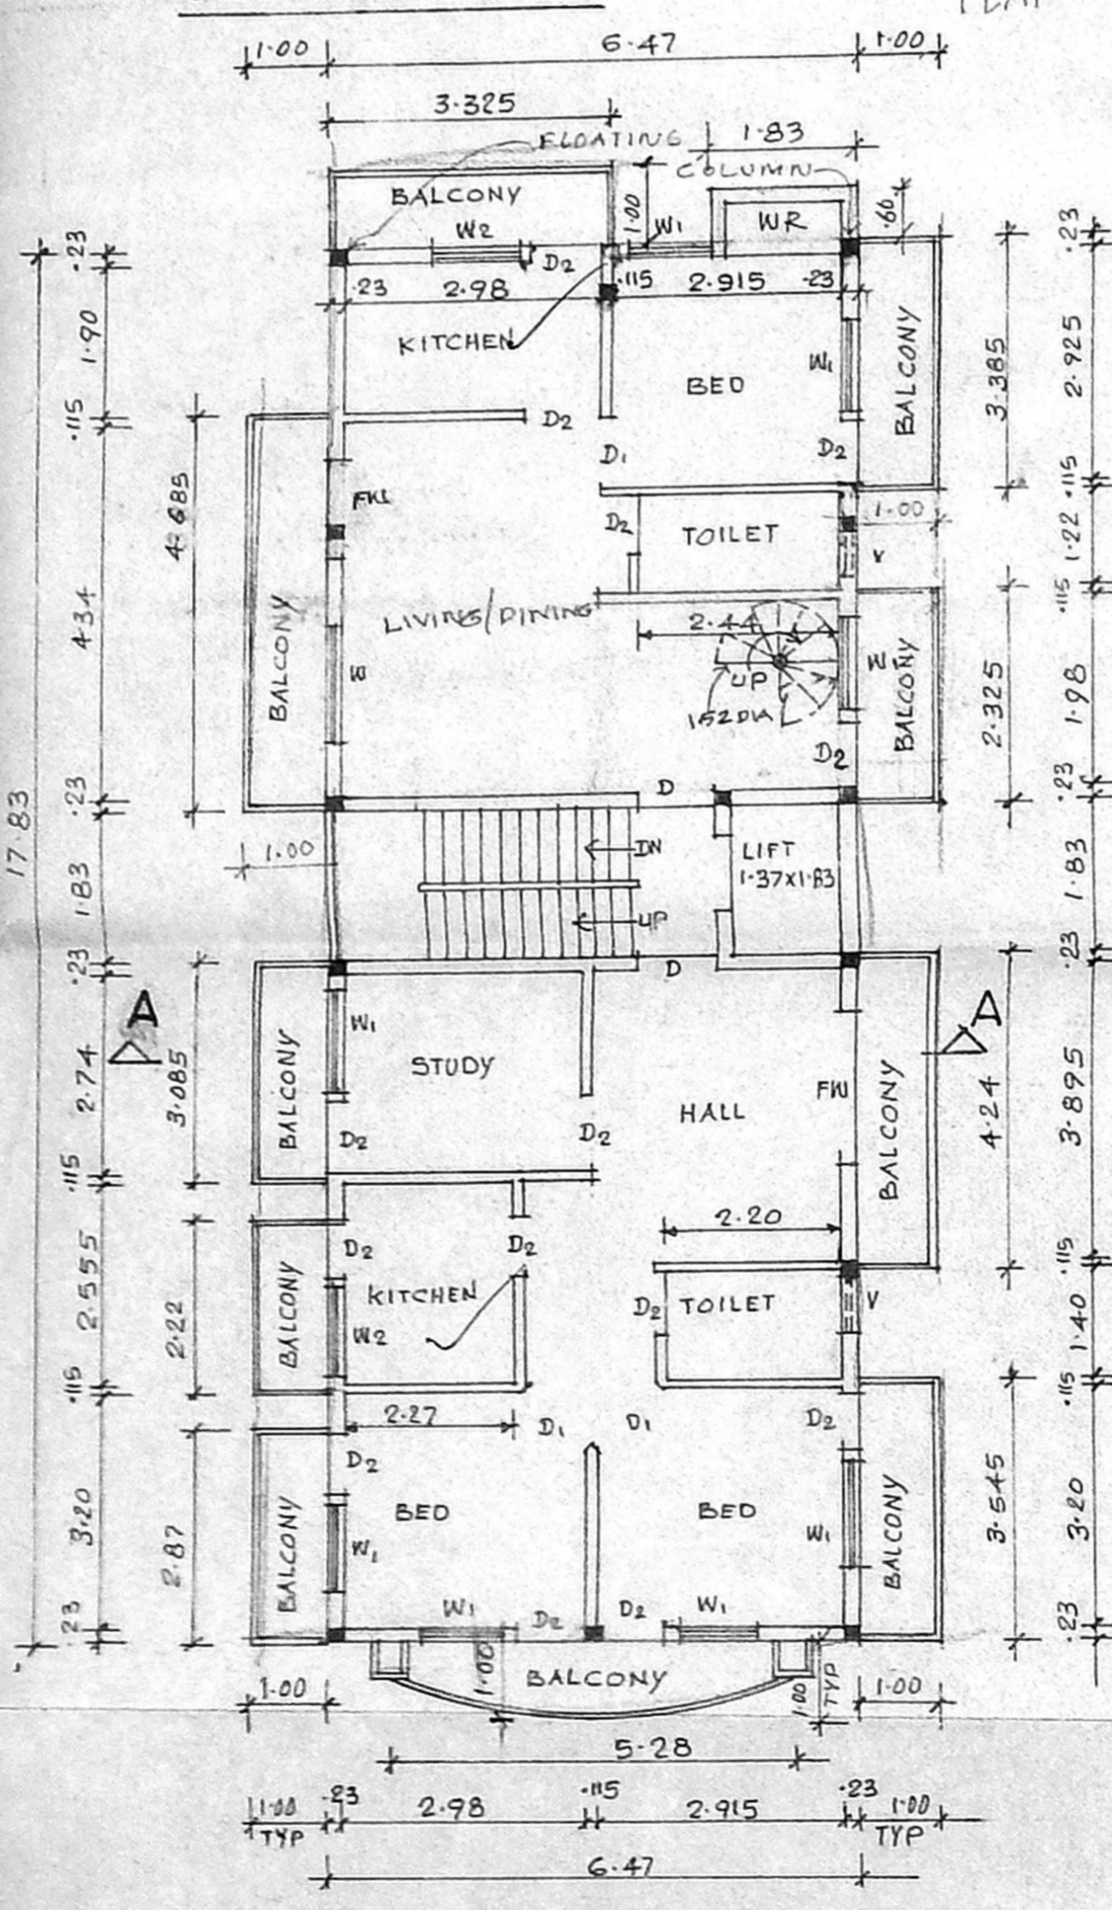 1.00 6.47 1.00
3.325
FLOATING 1.83
COLUMN
BALCONY 1.00 W1 WR .60
W2
D2
.23 2.98 .115 2.915 .23
KITCHEN
BED
W1
BALCONY
D2
D1 D2
D2 TOILET 1.00
V
LIVING/DINING
BALCONY
W
2.44
UP
1.52DIA
W
BALCONY
D2
D
1.00
DN
LIFT
1.37X1.83
UP
D
A
A
W1
STUDY
BALCONY
HALL
FW
BALCONY
D2
D2
2.20
D2 D2
KITCHEN
BALCONY
W2
D2 TOILET V
2.27
D1 D1 D2
D2
BED BED
BALCONY
W1 W1
BALCONY
W1 D2 D2 W1
1.00 BALCONY 1.00 TYP
1.00 1.00
5.28
1.00 .23 2.98 .115 2.915 .23 1.00
TYP TYP
6.47
17.83
.23
1.90
.115
4.34
.23
1.83
.23
2.74
.115
2.555
.115
3.20
.23
4.685
3.085
2.22
2.87
3.385
2.325
4.24
3.545
.23
2.925
.115
1.22
.115
1.98
.23
1.83
.23
3.895
.115
1.40
.115
3.20
.23